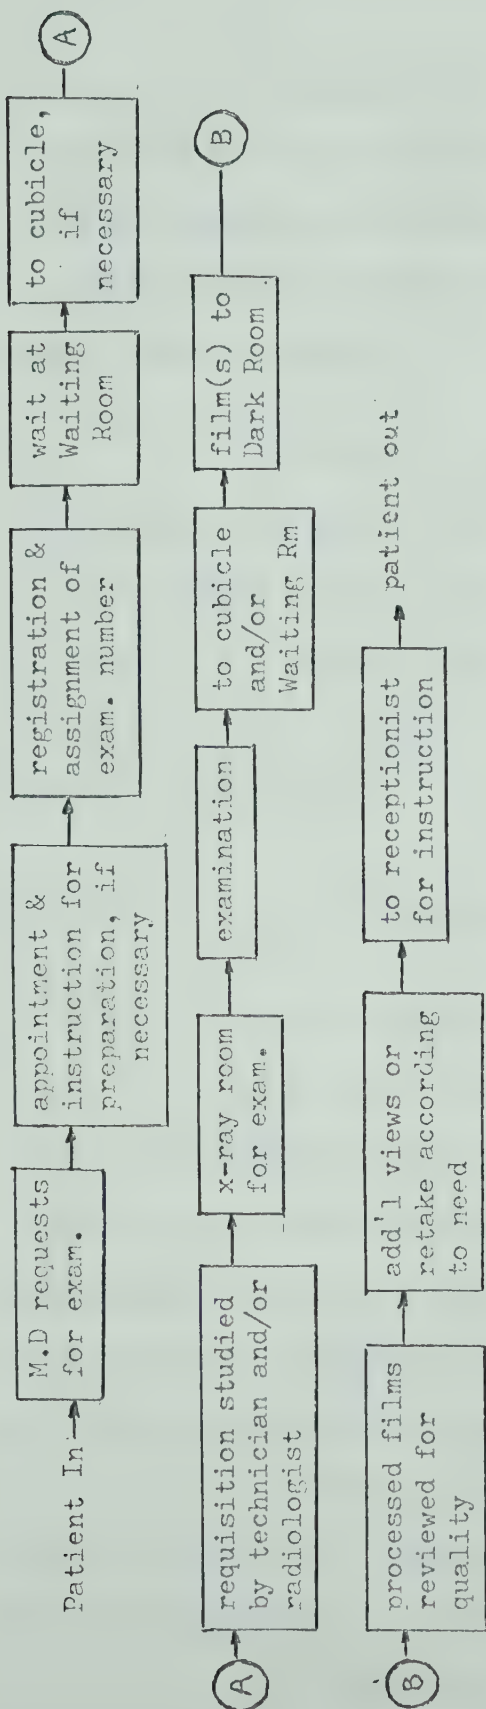 Patient In
M.D requests
for exam.
appointment &
instruction for
preparation, if
necessary
registration &
assignment of
exam. number
wait at
Waiting
Room
to cubicle,
if
necessary
A
A
requisition studied
by technician and/or
radiologist
x-ray room
for exam.
examination
to cubicle
and/or
Waiting Rm
film(s) to
Dark Room
B
B
processed films
reviewed for
quality
add'l views or
retake according
to need
to receptionist
for instruction
patient out